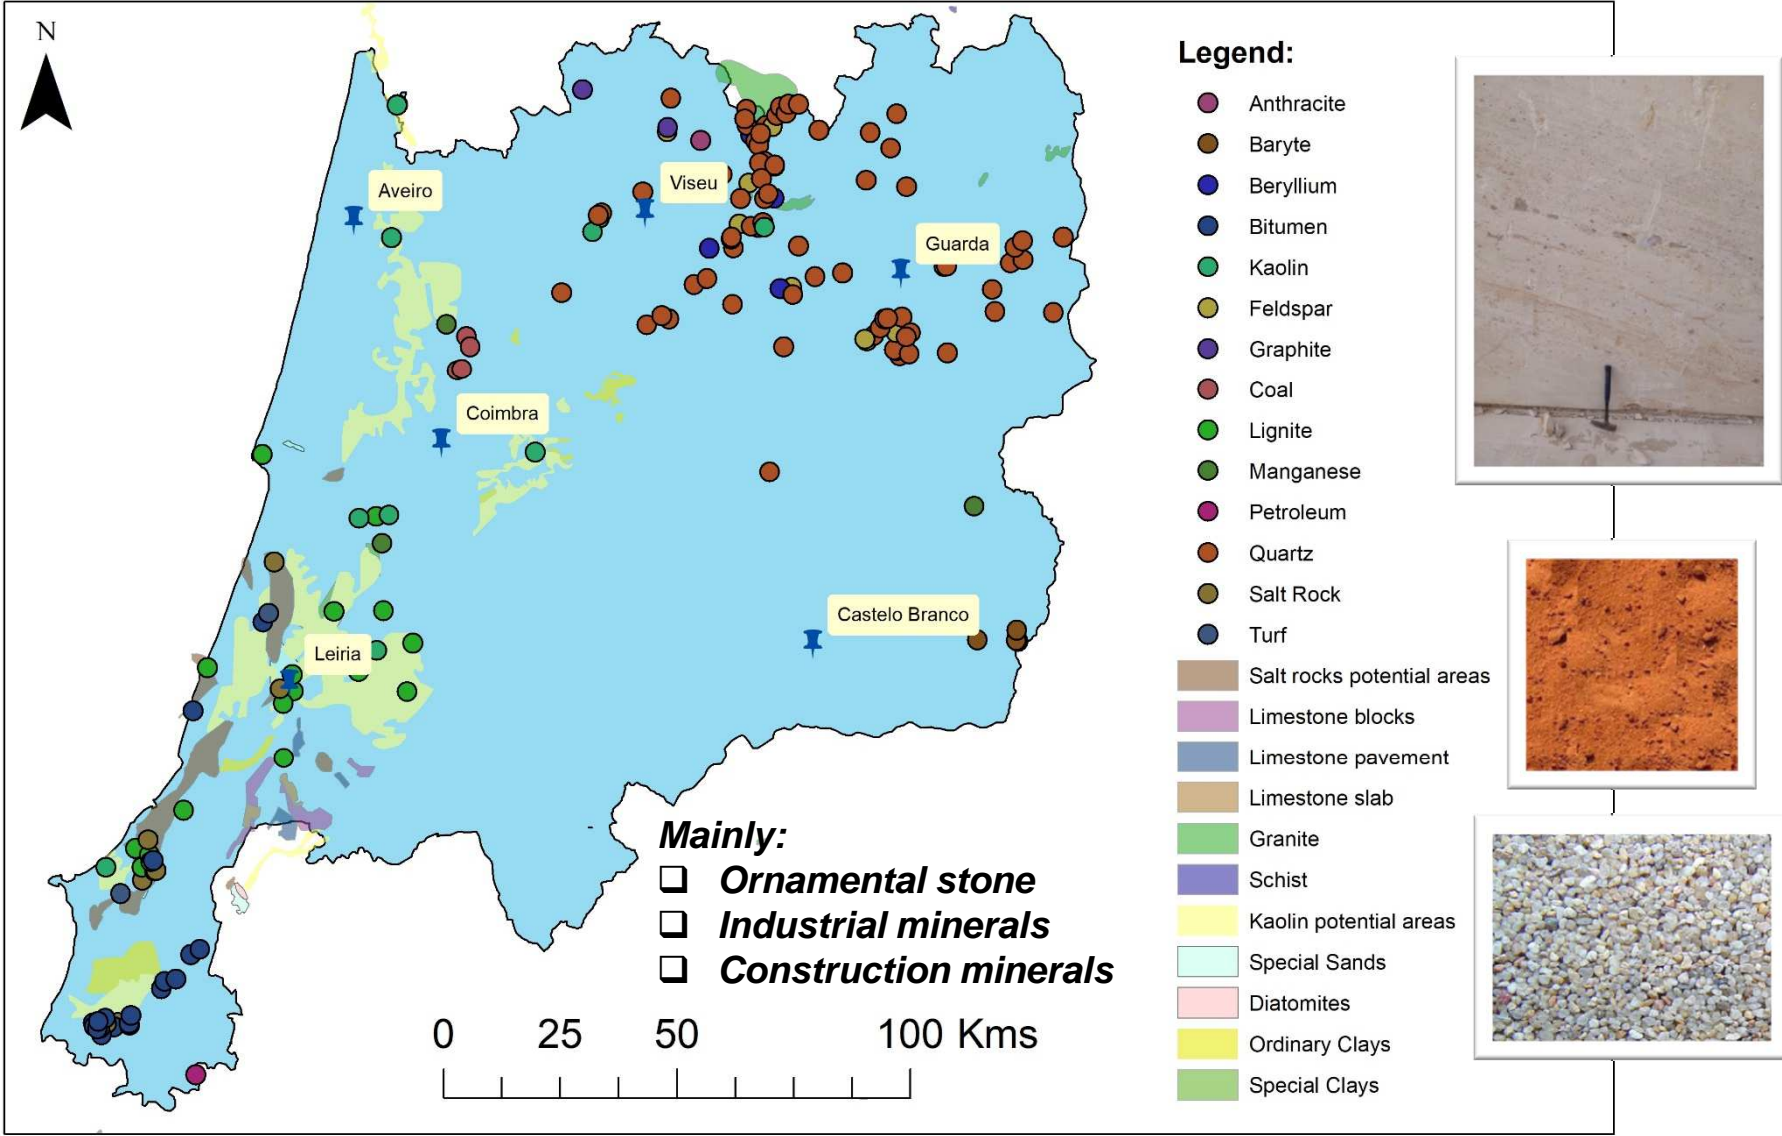 N
Aveiro
Viseu
Guarda
Coimbra
Castelo Branco
Leiria
Mainly:
Ornamental stone
Industrial minerals
Construction minerals
0 25 50 100 Kms
Legend:
Anthracite
Baryte
Beryllium
Bitumen
Kaolin
Feldspar
Graphite
Coal
Lignite
Manganese
Petroleum
Quartz
Salt Rock
Turf
Salt rocks potential areas
Limestone blocks
Limestone pavement
Limestone slab
Granite
Schist
Kaolin potential areas
Special Sands
Diatomites
Ordinary Clays
Special Clays